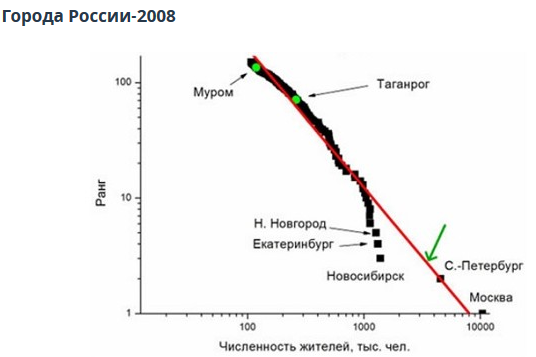 Города России-2008
100
Муром
Таганрог
Ранг
10
Н. Новгород
Екатеринбург
Новосибирск
С.-Петербург
Москва
1
100
1000
10000
Численность жителей, тыс. чел.